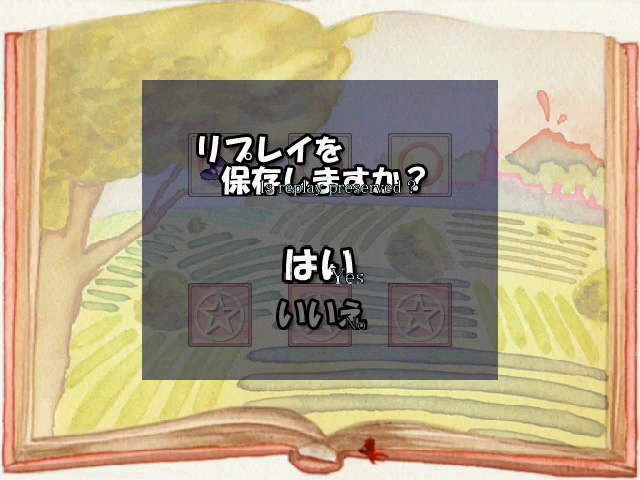 リプレイを
保存しますか？
Is replay preserved ?
はい
Yes
いいえ
No